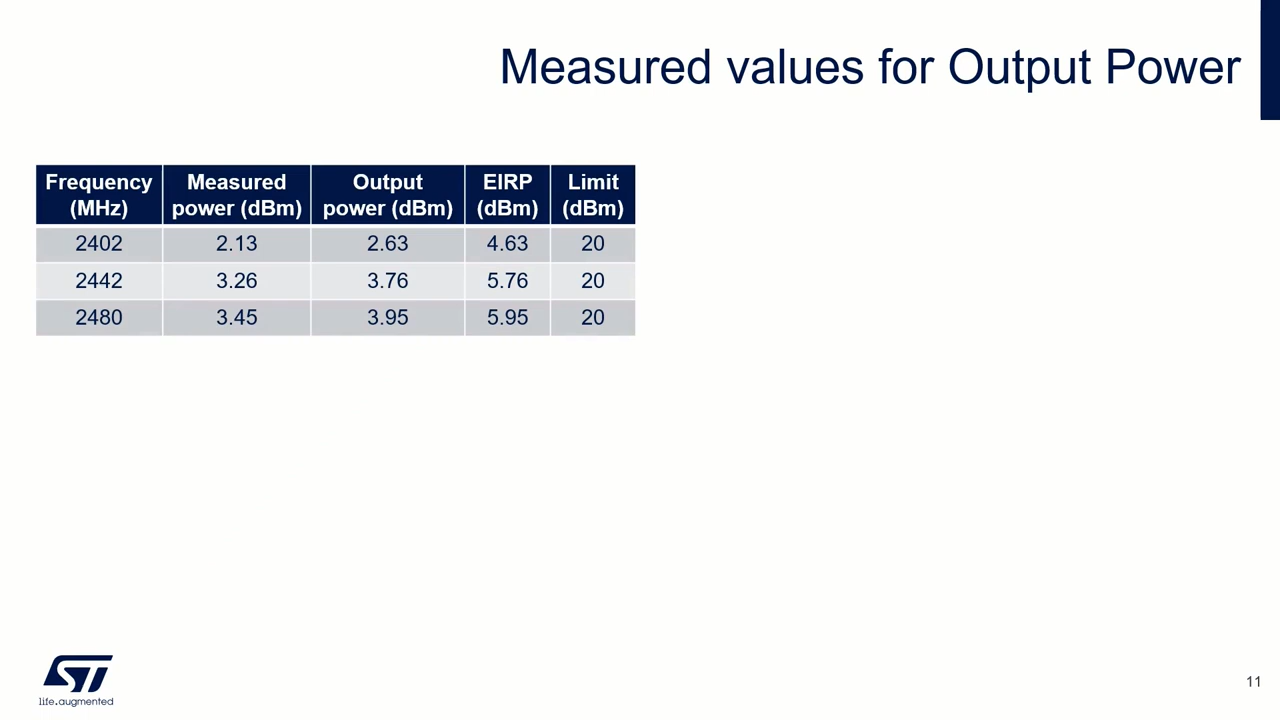 Measured values for Output Power
Frequency (MHz) Measured power (dBm) Output power (dBm) EIRP (dBm) Limit (dBm)
2402 2.13 2.63 4.63 20
2442 3.26 3.76 5.76 20
2480 3.45 3.95 5.95 20
ST
life.augmented
11